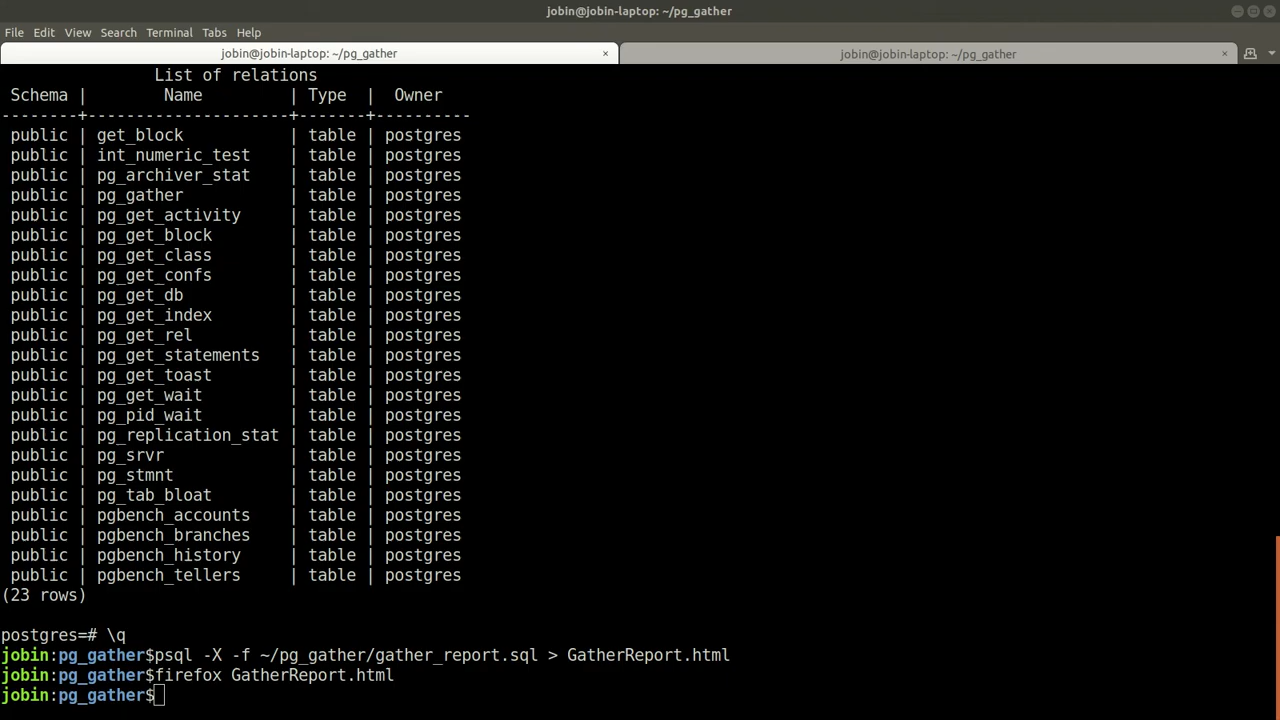 jobin@jobin-laptop: ~/pg_gather
File Edit View Search Terminal Tabs Help
jobin@jobin-laptop: ~/pg_gather × jobin@jobin-laptop: ~/pg_gather ×
List of relations
Schema | Name | Type | Owner
--------+---------------------+-------+----------
public | get_block | table | postgres
public | int_numeric_test | table | postgres
public | pg_archiver_stat | table | postgres
public | pg_gather | table | postgres
public | pg_get_activity | table | postgres
public | pg_get_block | table | postgres
public | pg_get_class | table | postgres
public | pg_get_confs | table | postgres
public | pg_get_db | table | postgres
public | pg_get_index | table | postgres
public | pg_get_rel | table | postgres
public | pg_get_statements | table | postgres
public | pg_get_toast | table | postgres
public | pg_get_wait | table | postgres
public | pg_pid_wait | table | postgres
public | pg_replication_stat | table | postgres
public | pg_srvr | table | postgres
public | pg_stmnt | table | postgres
public | pg_tab_bloat | table | postgres
public | pgbench_accounts | table | postgres
public | pgbench_branches | table | postgres
public | pgbench_history | table | postgres
public | pgbench_tellers | table | postgres
(23 rows)
postgres=# \q
jobin:pg_gather$psql -X -f ~/pg_gather/gather_report.sql > GatherReport.html
jobin:pg_gather$firefox GatherReport.html
jobin:pg_gather$